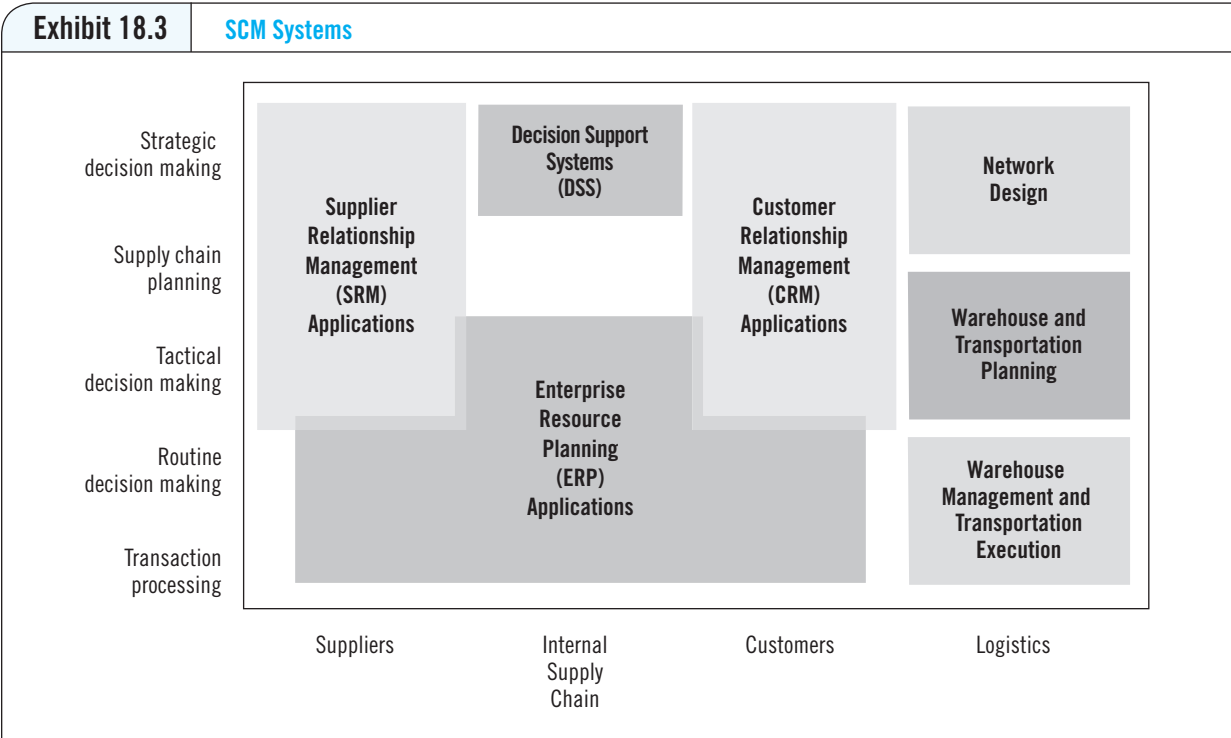 Exhibit 18.3
SCM Systems
Strategic
decision making
Supply chain
planning
Tactical
decision making
Routine
decision making
Transaction
processing
Supplier
Relationship
Management
(SRM)
Applications
Decision Support
Systems
(DSS)
Enterprise
Resource
Planning
(ERP)
Applications
Customer
Relationship
Management
(CRM)
Applications
Network
Design
Warehouse and
Transportation
Planning
Warehouse
Management and
Transportation
Execution
Suppliers
Internal
Supply
Chain
Customers
Logistics